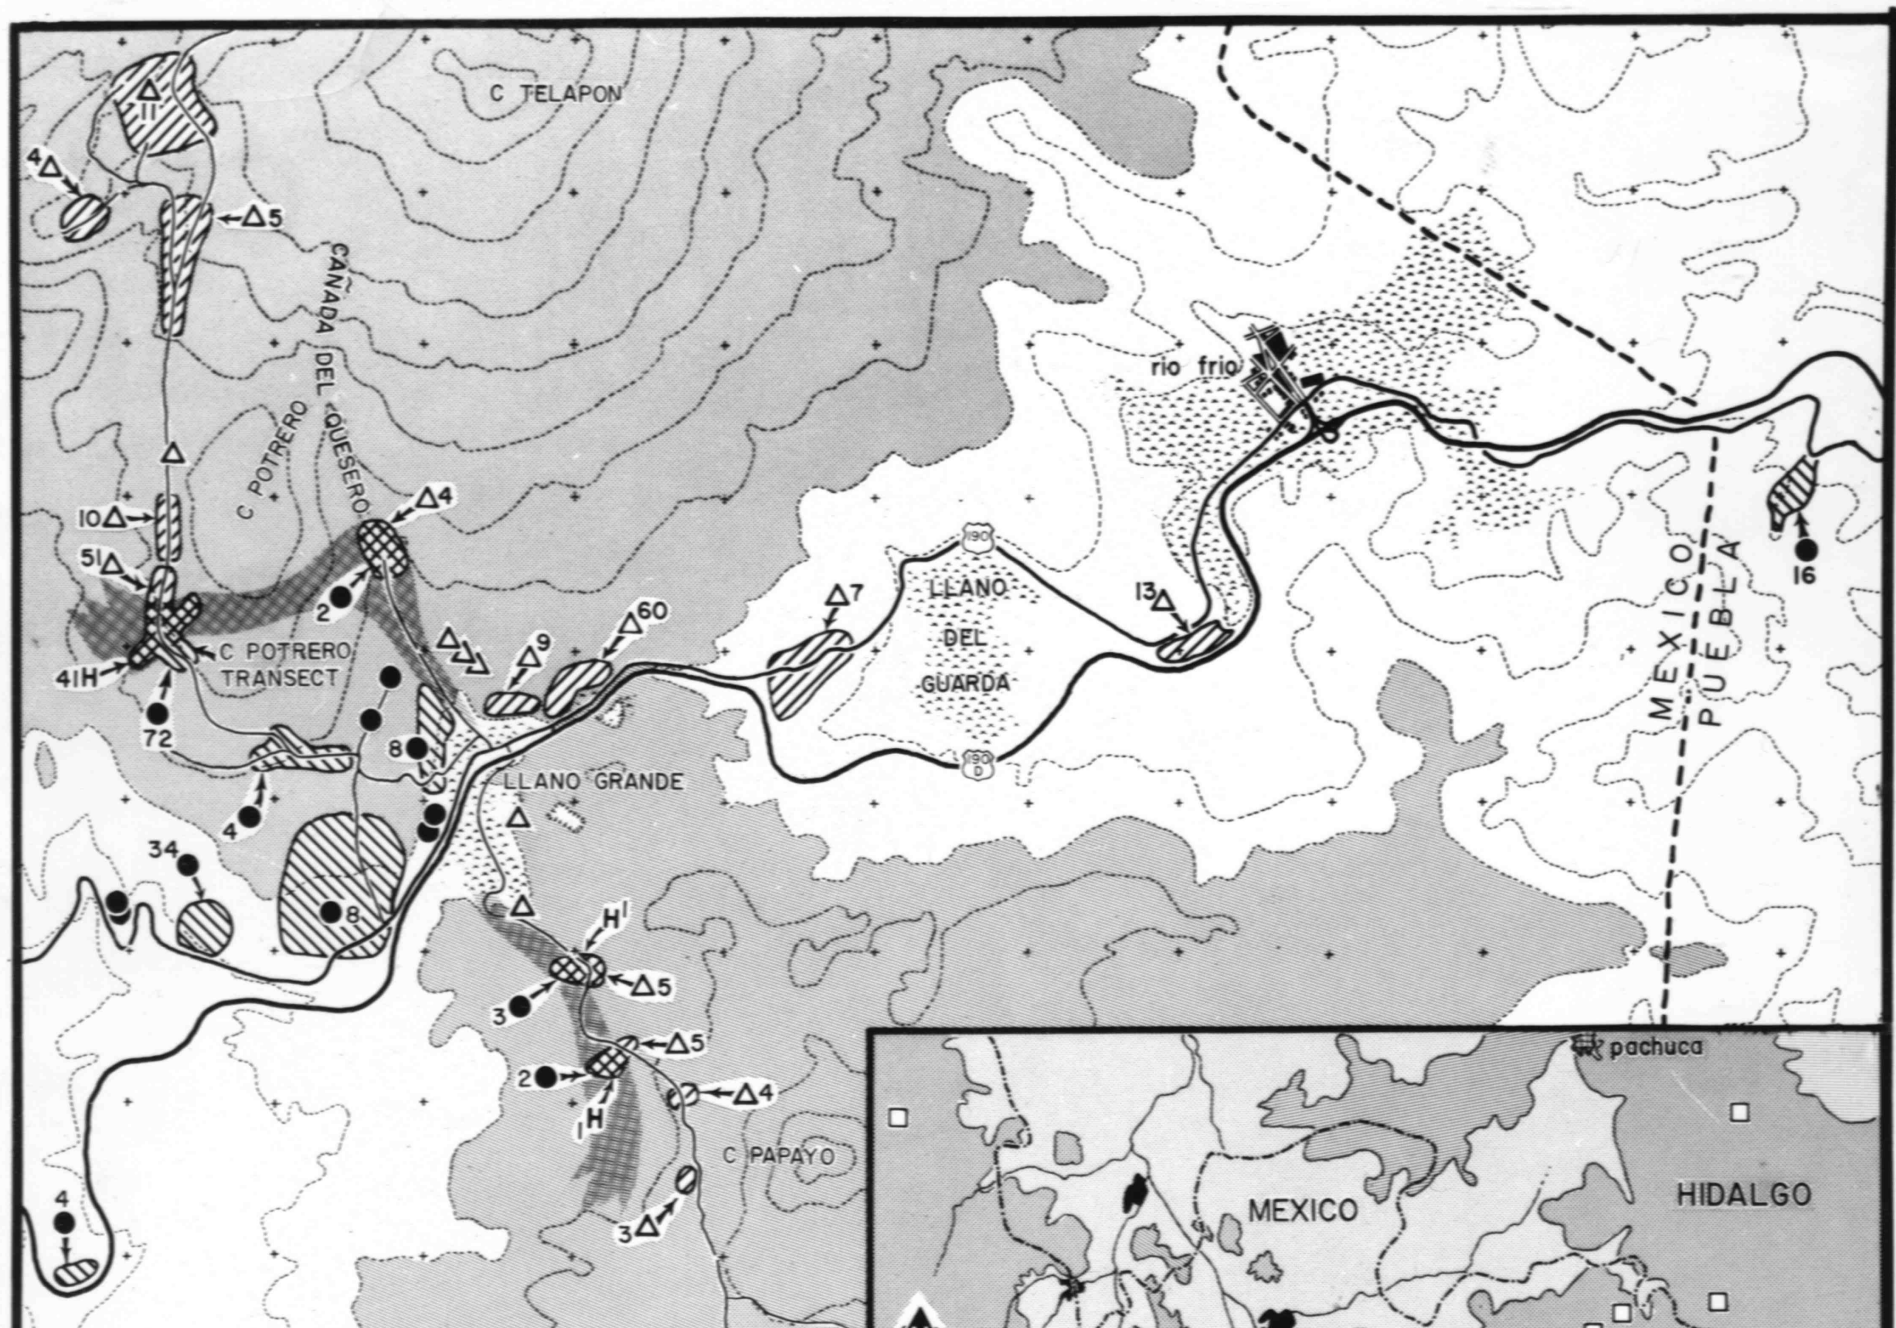 C TELAPON
11
4
5
CAÑADA DEL QUESERO
C POTRERO
rio frio
4
10
51
2
190
LLANO
DEL
GUARDA
7
13
16
MEXICO
PUEBLA
60
9
C POTRERO
TRANSECT
41H
72
8
190
D
LLANO GRANDE
4
34
8
H1
5
3
5
2
1H
4
C PAPAYO
3
4
pachuca
MEXICO
HIDALGO